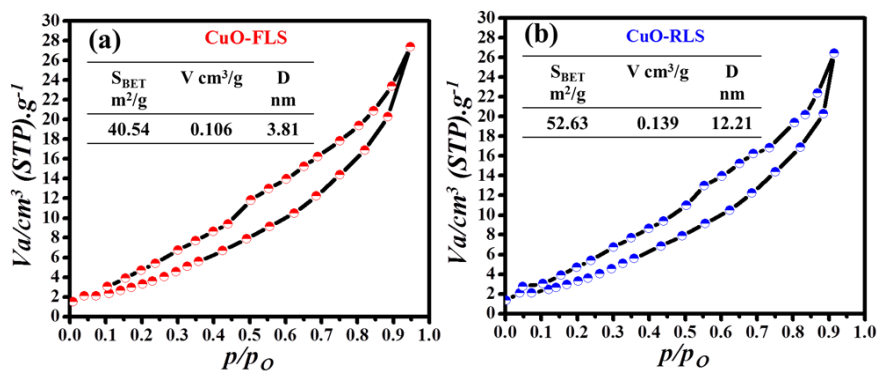 (a) CuO-FLS
S_BET m²/g V cm³/g D nm
40.54 0.106 3.81
Va/cm³ (STP).g⁻¹
30
28
26
24
22
20
18
16
14
12
10
8
6
4
2
0
0.0 0.1 0.2 0.3 0.4 0.5 0.6 0.7 0.8 0.9 1.0
p/p_O
(b) CuO-RLS
S_BET m²/g V cm³/g D nm
52.63 0.139 12.21
Va/cm³ (STP).g⁻¹
30
28
26
24
22
20
18
16
14
12
10
8
6
4
2
0
0.0 0.1 0.2 0.3 0.4 0.5 0.6 0.7 0.8 0.9 1.0
p/p_O